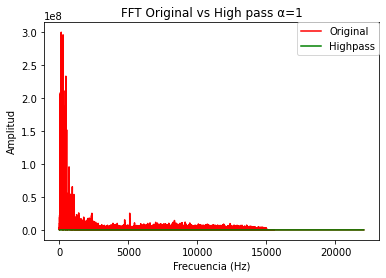 FFT Original vs High pass α=1
1e8
Original
Highpass
3.0
2.5
2.0
1.5
1.0
0.5
0.0
Amplitud
0 5000 10000 15000 20000
Frecuencia (Hz)